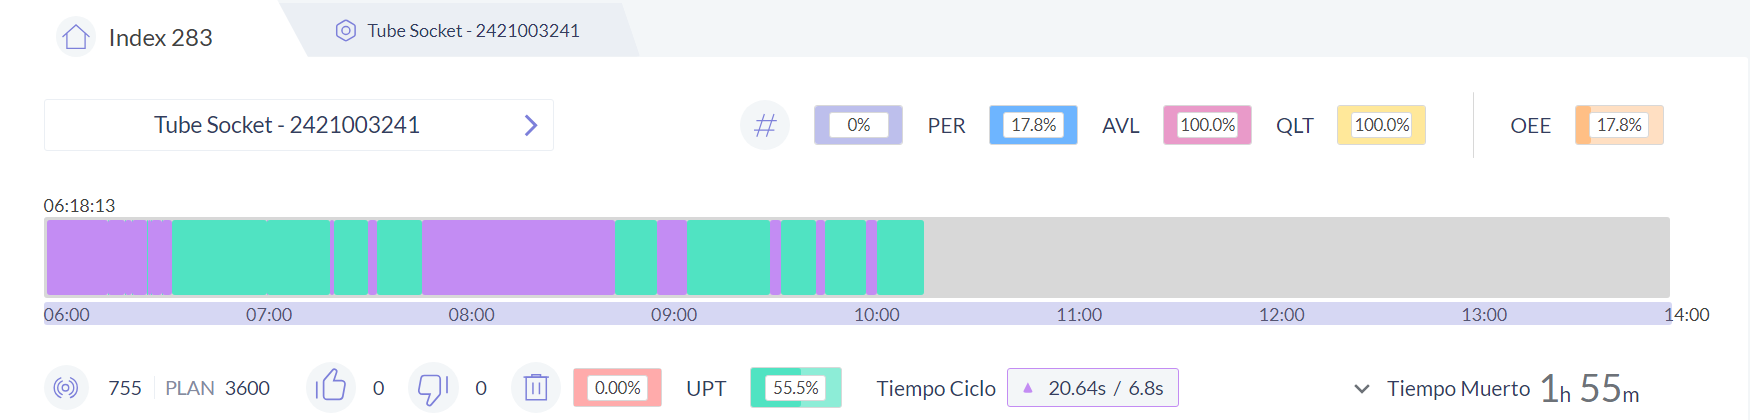 Index 283 Tube Socket - 2421003241
Tube Socket - 2421003241 # 0% PER 17.8% AVL 100.0% QLT 100.0% OEE 17.8%
06:18:13
06:00 07:00 08:00 09:00 10:00 11:00 12:00 13:00 14:00
755 PLAN 3600 0 0 0.00% UPT 55.5% Tiempo Ciclo 20.64s / 6.8s Tiempo Muerto 1h 55m